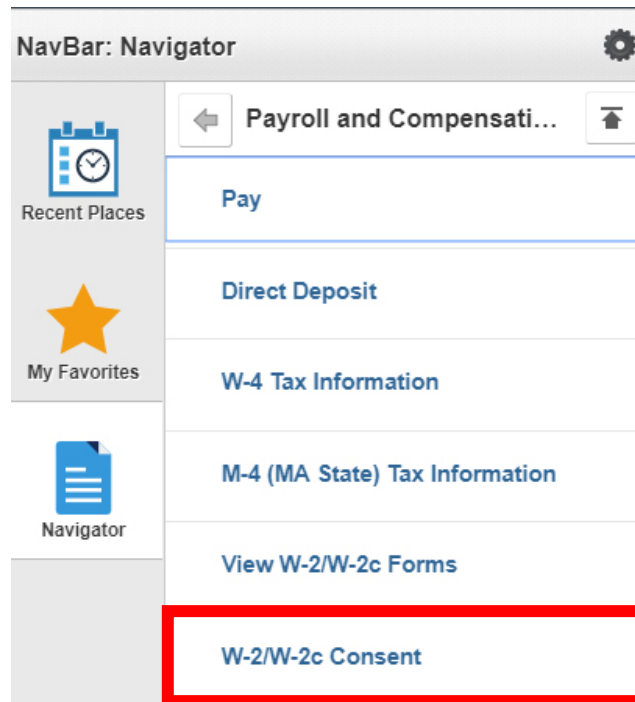 NavBar: Navigator
Recent Places
My Favorites
Navigator
Payroll and Compensati...
Pay
Direct Deposit
W-4 Tax Information
M-4 (MA State) Tax Information
View W-2/W-2c Forms
W-2/W-2c Consent